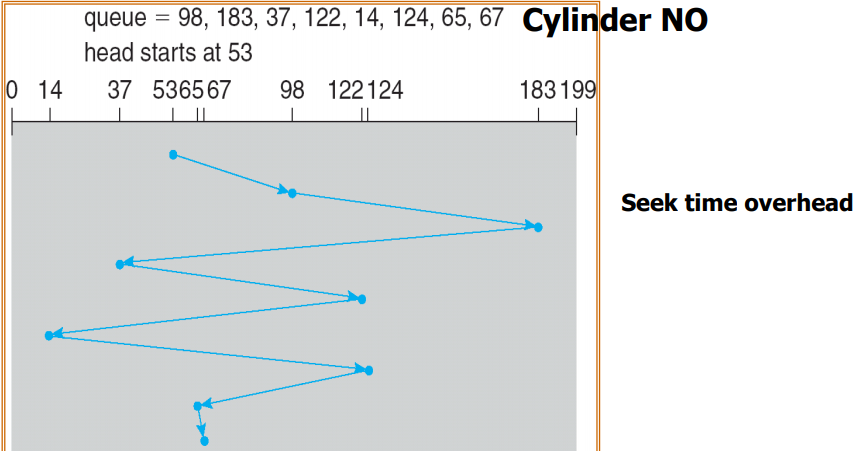 queue = 98, 183, 37, 122, 14, 124, 65, 67
Cylinder NO
head starts at 53
0 14 37 53 65 67 98 122 124 183 199
Seek time overhead